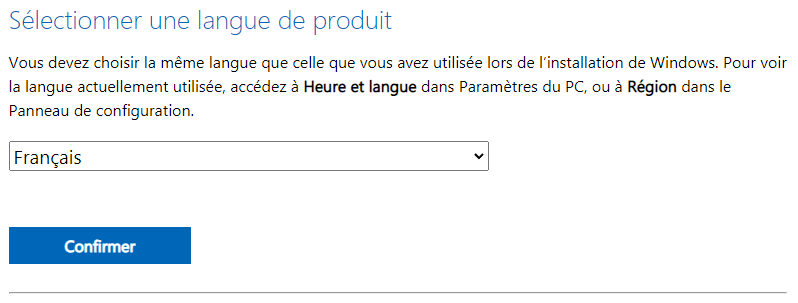 Sélectionner une langue de produit
Vous devez choisir la même langue que celle que vous avez utilisée lors de l’installation de Windows. Pour voir
la langue actuellement utilisée, accédez à Heure et langue dans Paramètres du PC, ou à Région dans le
Panneau de configuration.
Français
Confirmer